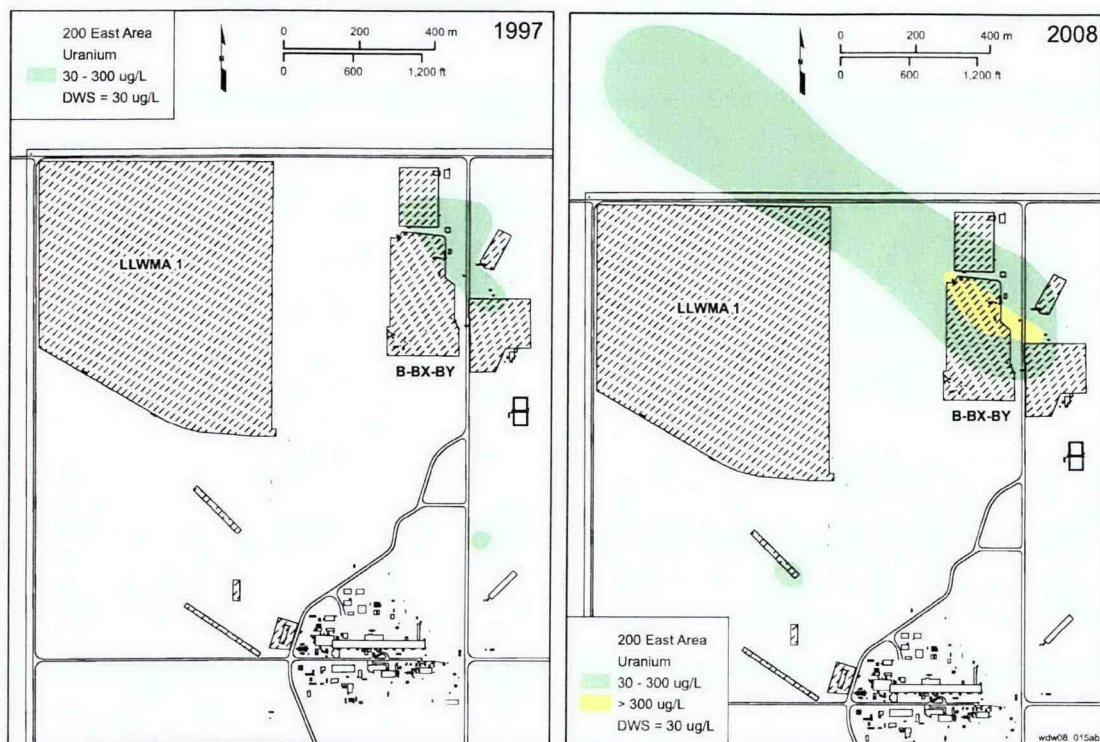 200 East Area
Uranium
30 - 300 ug/L
DWS = 30 ug/L
0 200 400 m
0 600 1,200 ft
1997
LLWMA 1
B-BX-BY
0 200 400 m
0 600 1,200 ft
2008
LLWMA 1
B-BX-BY
200 East Area
Uranium
30 - 300 ug/L
> 300 ug/L
DWS = 30 ug/L
wdw08_015ab